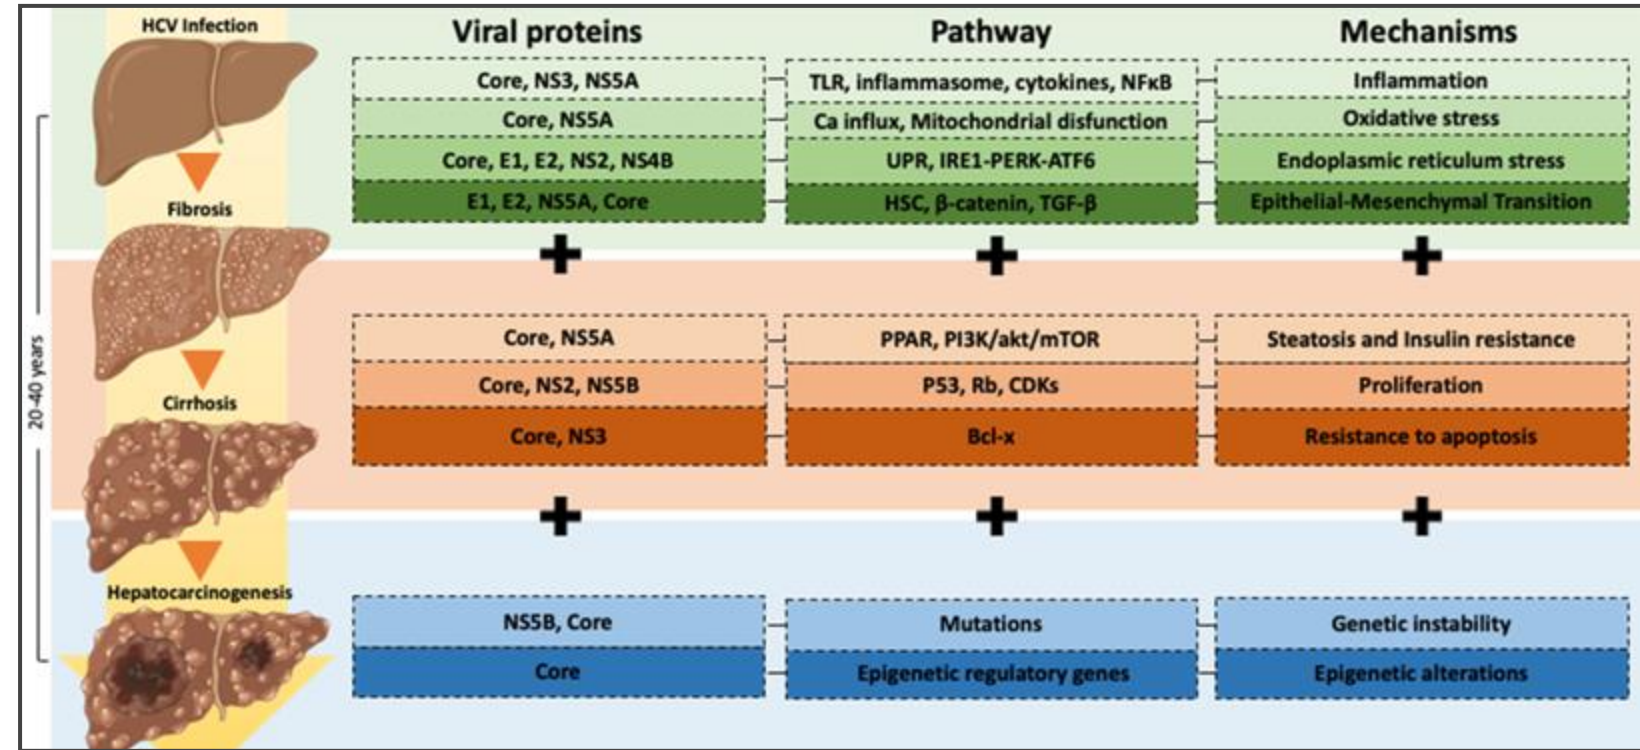 HCV Infection
Viral proteins
Pathway
Mechanisms
Core, NS3, NS5A
TLR, inflammasome, cytokines, NFκB
Inflammation
Core, NS5A
Ca influx, Mitochondrial disfunction
Oxidative stress
Core, E1, E2, NS2, NS4B
UPR, IRE1-PERK-ATF6
Endoplasmic reticulum stress
E1, E2, NS5A, Core
HSC, β-catenin, TGF-β
Epithelial-Mesenchymal Transition
Fibrosis
+
+
+
20-40 years
Core, NS5A
PPAR, PI3K/akt/mTOR
Steatosis and Insulin resistance
Core, NS2, NS5B
P53, Rb, CDKs
Proliferation
Cirrhosis
Core, NS3
Bcl-x
Resistance to apoptosis
+
+
+
Hepatocarcinogenesis
NS5B, Core
Mutations
Genetic instability
Core
Epigenetic regulatory genes
Epigenetic alterations